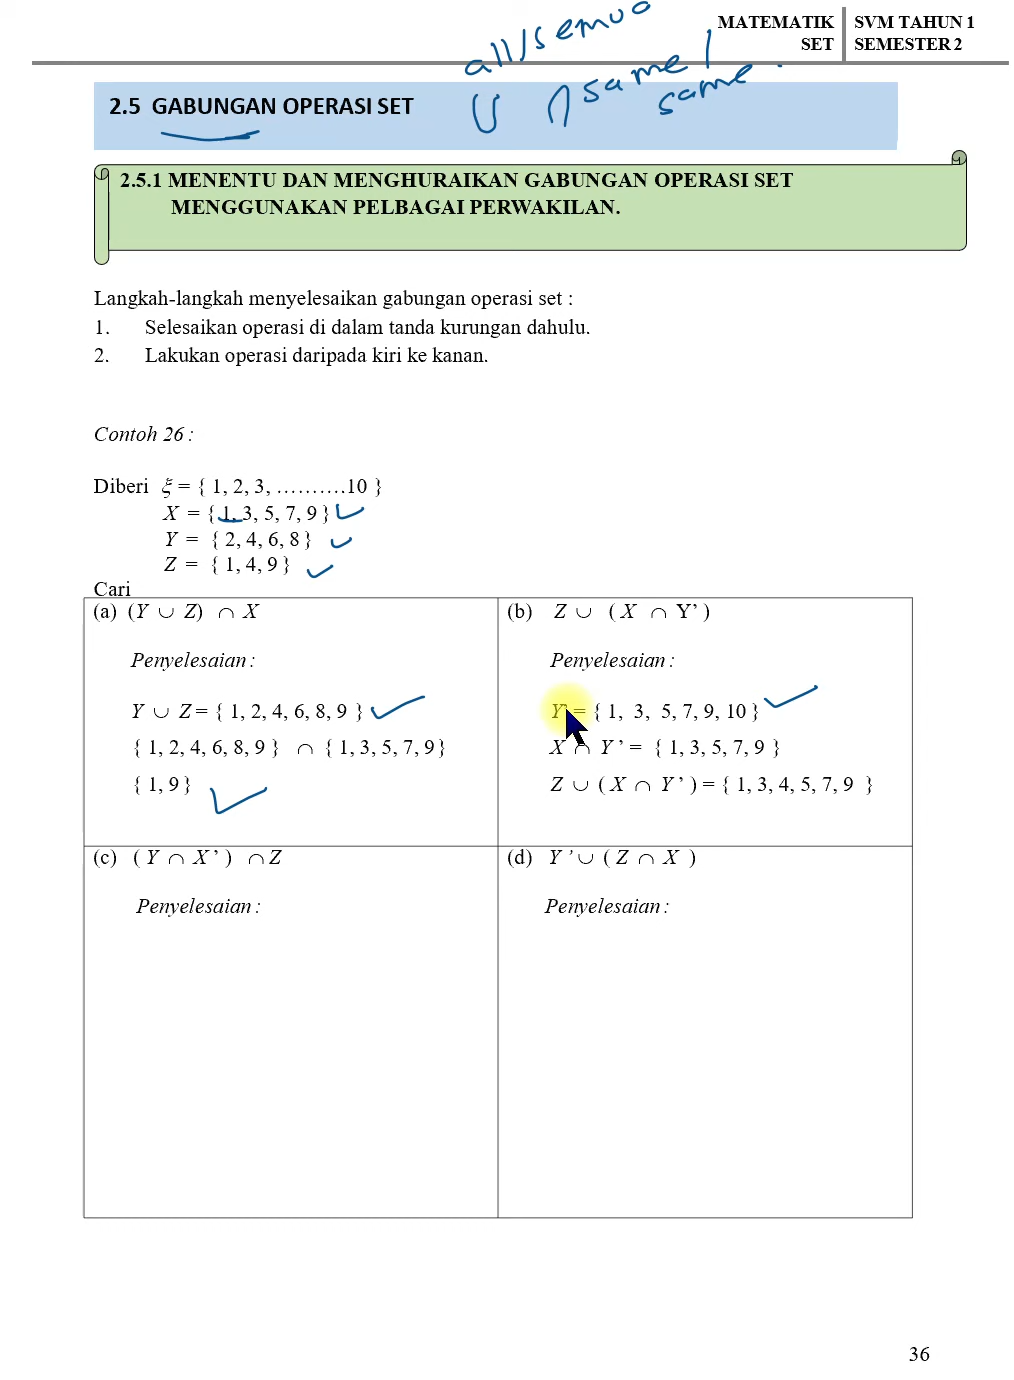 MATEMATIK SVM TAHUN 1
SET SEMESTER 2
all/semua
∪ ∩ same/
same
2.5 GABUNGAN OPERASI SET
2.5.1 MENENTU DAN MENGHURAIKAN GABUNGAN OPERASI SET
MENGGUNAKAN PELBAGAI PERWAKILAN.
Langkah-langkah menyelesaikan gabungan operasi set :
1. Selesaikan operasi di dalam tanda kurungan dahulu.
2. Lakukan operasi daripada kiri ke kanan.
Contoh 26 :
Diberi ξ = { 1, 2, 3, ……….10 }
X = { 1, 3, 5, 7, 9 }
Y = { 2, 4, 6, 8 }
Z = { 1, 4, 9 }
Cari
(a) (Y ∪ Z) ∩ X
Penyelesaian :
Y ∪ Z = { 1, 2, 4, 6, 8, 9 }
{ 1, 2, 4, 6, 8, 9 } ∩ { 1, 3, 5, 7, 9 }
{ 1, 9 }
(b) Z ∪ ( X ∩ Y’ )
Penyelesaian :
Y’ = { 1, 3, 5, 7, 9, 10 }
X ∩ Y ’ = { 1, 3, 5, 7, 9 }
Z ∪ ( X ∩ Y ’ ) = { 1, 3, 4, 5, 7, 9 }
(c) ( Y ∩ X ’ ) ∩ Z
Penyelesaian :
(d) Y ’ ∪ ( Z ∩ X )
Penyelesaian :
36